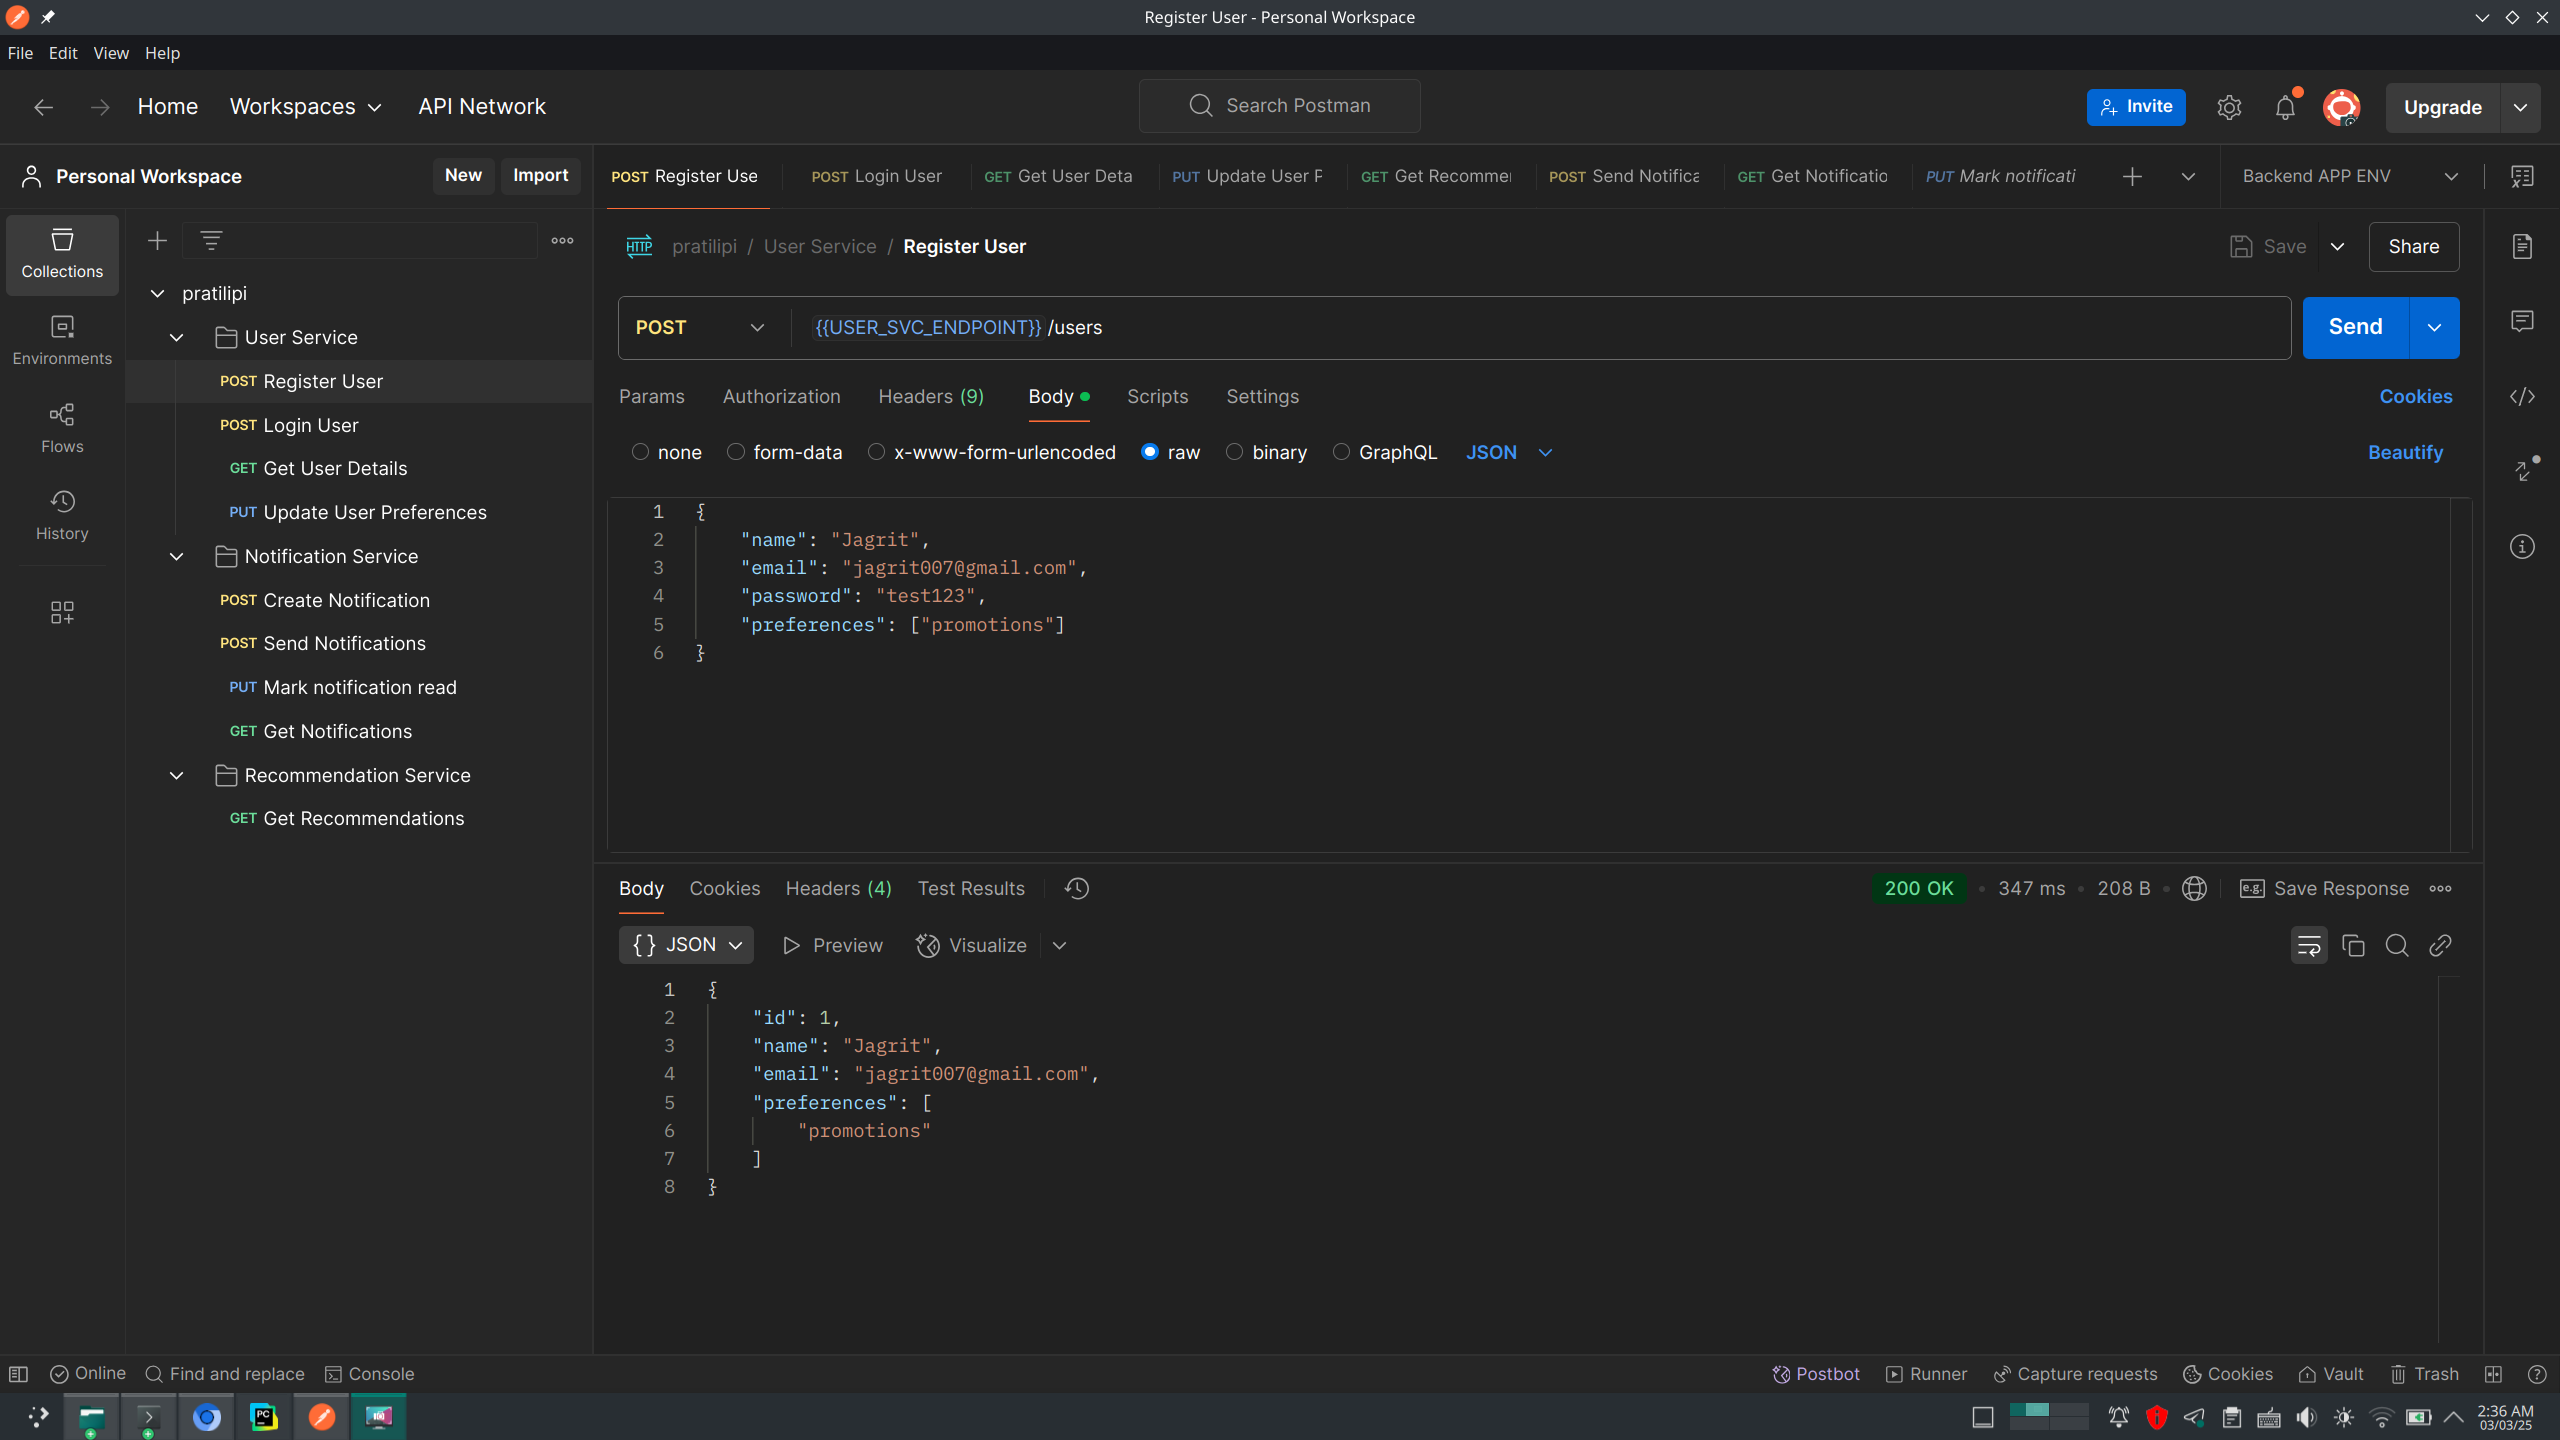 Register User - Personal Workspace
File Edit View Help
Home Workspaces API Network Search Postman Invite Upgrade
Personal Workspace New Import
POST Register Use POST Login User GET Get User Deta PUT Update User P GET Get Recomme POST Send Notifica GET Get Notificatio PUT Mark notificati Backend APP ENV
Collections
Environments
Flows
History
pratilipi
User Service
POST Register User
POST Login User
GET Get User Details
PUT Update User Preferences
Notification Service
POST Create Notification
POST Send Notifications
PUT Mark notification read
GET Get Notifications
Recommendation Service
GET Get Recommendations
HTTP pratilipi / User Service / Register User Save Share
POST {{USER_SVC_ENDPOINT}} /users Send
Params Authorization Headers (9) Body Scripts Settings Cookies
none form-data x-www-form-urlencoded raw binary GraphQL JSON Beautify
1 {
2 "name": "Jagrit",
3 "email": "jagrit007@gmail.com",
4 "password": "test123",
5 "preferences": ["promotions"]
6 }
Body Cookies Headers (4) Test Results 200 OK 347 ms 208 B e.g. Save Response
{} JSON Preview Visualize
1 {
2 "id": 1,
3 "name": "Jagrit",
4 "email": "jagrit007@gmail.com",
5 "preferences": [
6 "promotions"
7 ]
8 }
Online Find and replace Console Postbot Runner Capture requests Cookies Vault Trash
PC
2:36 AM
03/03/25